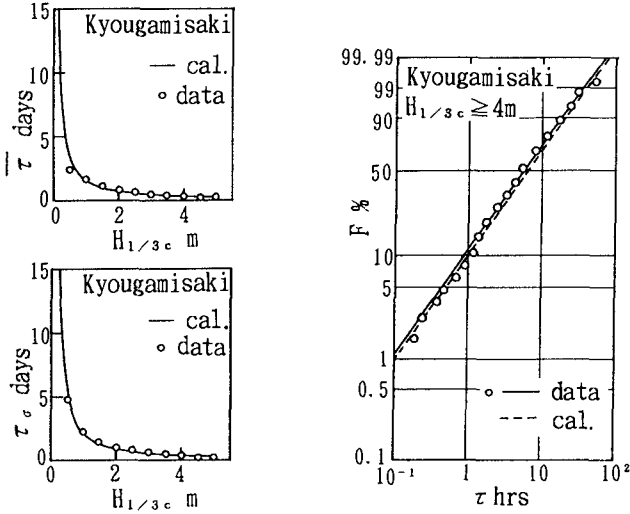 15
10
5
0
τ̅ days
Kyougamisaki
— cal.
○ data
0 2 4
H₁/₃c m
15
10
5
0
τσ days
Kyougamisaki
— cal.
○ data
0 2 4
H₁/₃c m
99.99
99
90
50
10
5
1
0.5
0.1
F %
Kyougamisaki
H₁/₃c ≧ 4m
○ — data
--- cal.
10⁻¹ 1 10 10²
τ hrs